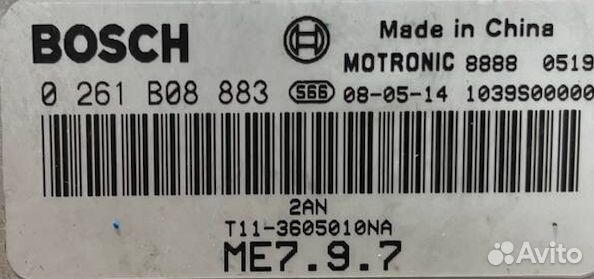 BOSCH
Made in China
MOTRONIC 8888 0519
0 261 B08 883 S66 08-05-14 1039S00000
2AN
T11-3605010NA
ME7.9.7
Avito